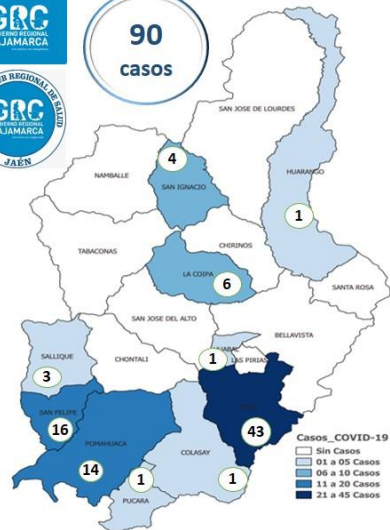 GRC
GOBIERNO REGIONAL
CAJAMARCA
SUB REGIONAL DE SALUD
GRC
GOBIERNO REGIONAL
CAJAMARCA
JAÉN
90
casos
SAN JOSE DE LOURDES
4
HUARANGO
NAMBALLE
SAN IGNACIO
1
CHIRINOS
TABACONAS
LA COIPA
6
SANTA ROSA
SAN JOSE DEL ALTO
BELLAVISTA
SALLIQUE
CHONTALI
1
LAS PIRIAS
3
SAN FELIPE
16
43
POMAHUACA
14
COLASAY
1
1
PUCARA
Casos_COVID-19
Sin Casos
01 a 05 Casos
06 a 10 Casos
11 a 20 Casos
21 a 45 Casos